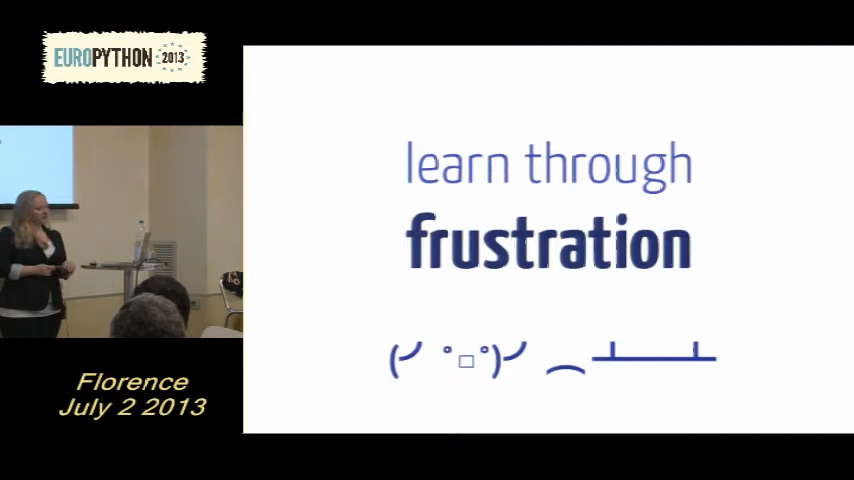 EUROPYTHON 2013
learn through
frustration
(╯°□°)╯︵ ┻━┻
Florence
July 2 2013